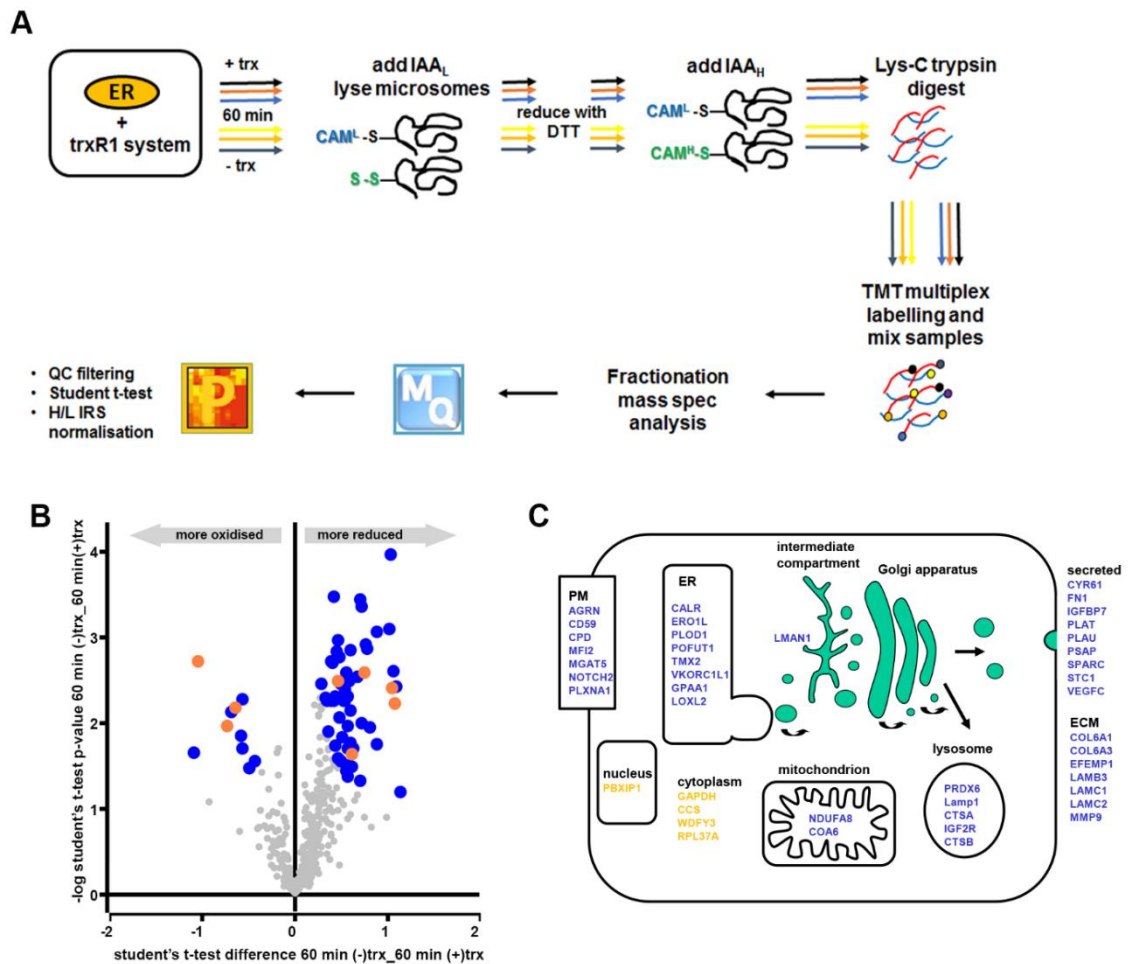 A
ER
+
trxR1 system
+ trx
60 min
- trx
add IAAL
lyse microsomes
CAML -S
S -S
reduce with
DTT
add IAAH
CAML -S
CAMH-S
Lys-C trypsin
digest
TMT multiplex
labelling and
mix samples
Fractionation
mass spec
analysis
MQ
P
• QC filtering
• Student t-test
• H/L IRS
normalisation
B
more oxidised
more reduced
-log student's t-test p-value 60 min (-)trx_60 min(+)trx
4
3
2
1
0
-2
-1
0
1
2
student's t-test difference 60 min (-)trx_60 min (+)trx
C
PM
AGRN
CD59
CPD
MFI2
MGAT5
NOTCH2
PLXNA1
ER
CALR
ERO1L
PLOD1
POFUT1
TMX2
VKORC1L1
GPAA1
LOXL2
intermediate
compartment
LMAN1
Golgi apparatus
nucleus
PBXIP1
cytoplasm
GAPDH
CCS
WDFY3
RPL37A
mitochondrion
NDUFA8
COA6
lysosome
PRDX6
Lamp1
CTSA
IGF2R
CTSB
secreted
CYR61
FN1
IGFBP7
PLAT
PLAU
PSAP
SPARC
STC1
VEGFC
ECM
COL6A1
COL6A3
EFEMP1
LAMB3
LAMC1
LAMC2
MMP9